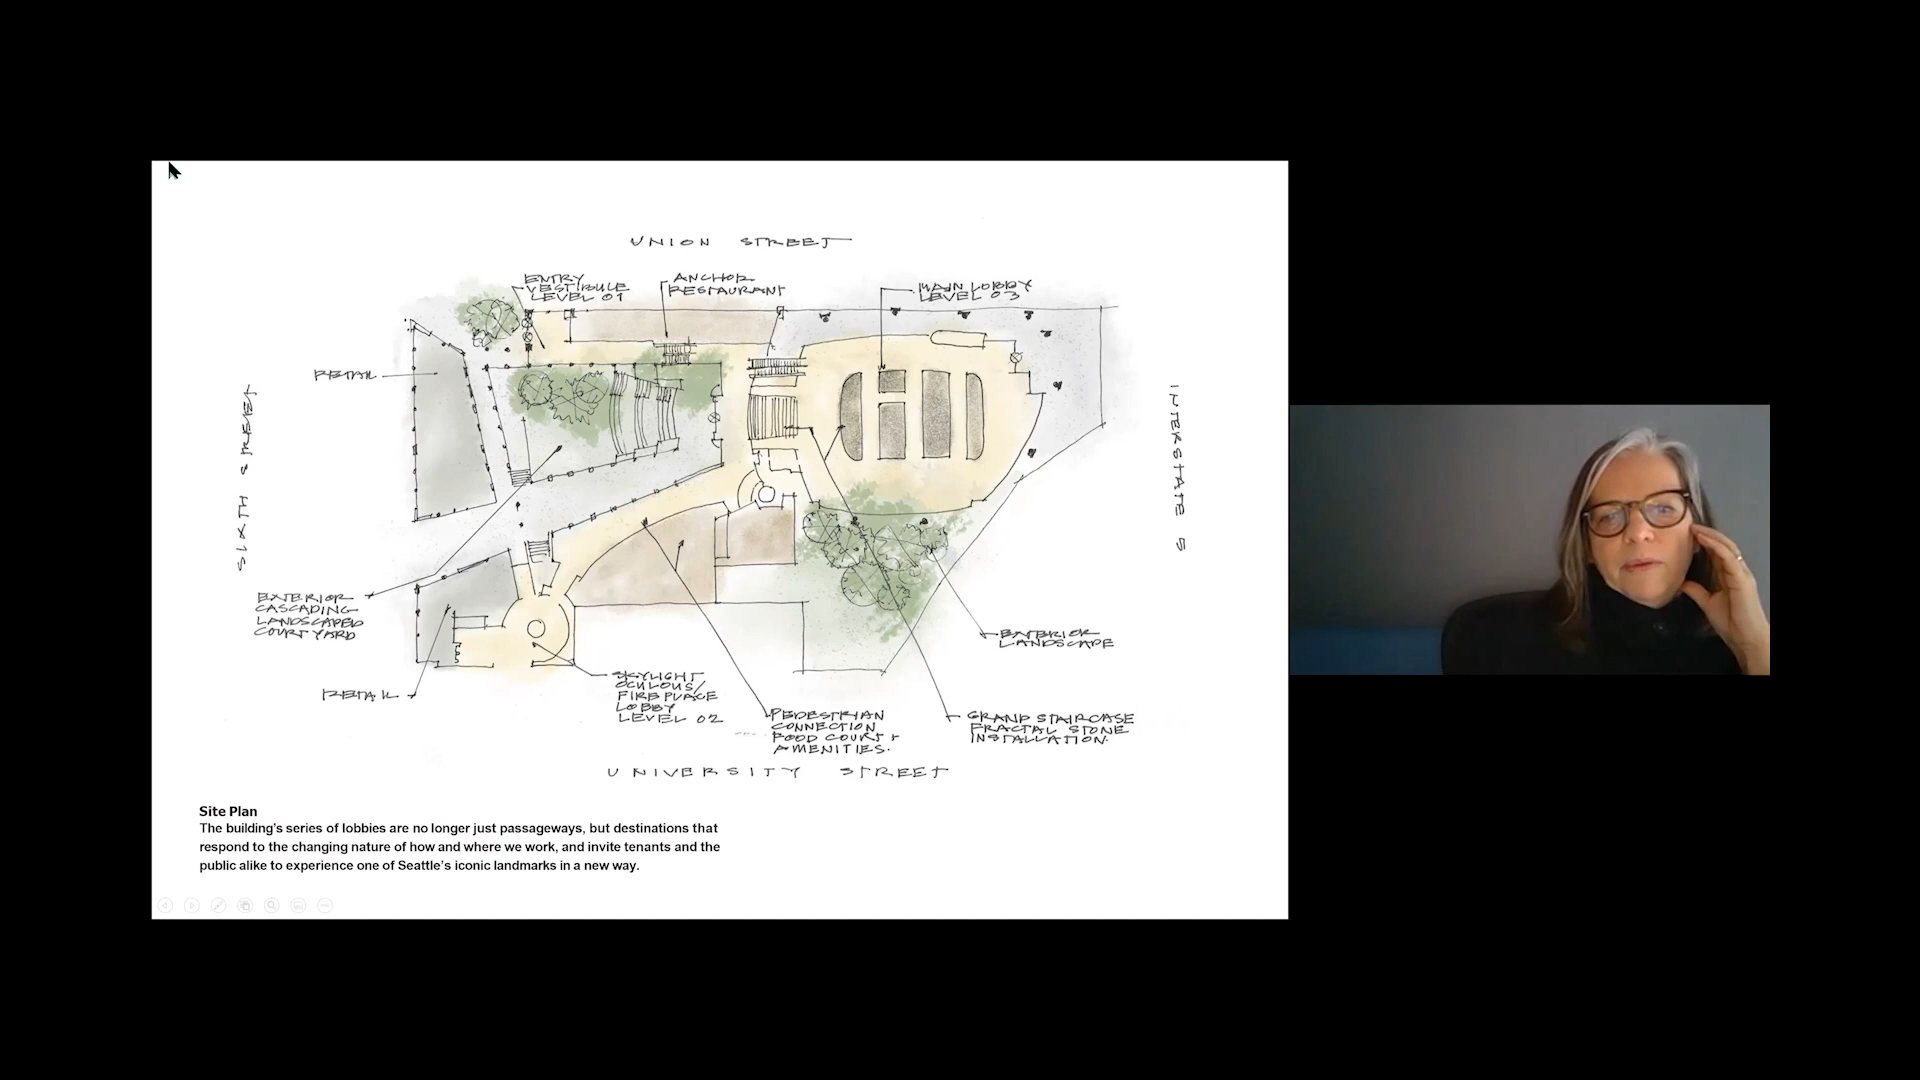 UNION STREET
ENTRY
VESTIBULE
LEVEL 01
ANCHOR
RESTAURANT
MAIN LOBBY
LEVEL 03
RETAIL
SIXTH STREET
INTERSTATE 5
EXTERIOR
CASCADING
LANDSCAPED
COURTYARD
EXTERIOR
LANDSCAPE
RETAIL
SKYLIGHT
OCULOUS/
FIREPLACE
LOBBY
LEVEL 02
PEDESTRIAN
CONNECTION
FOOD COURT +
AMENITIES.
GRAND STAIRCASE
FRACTAL STONE
INSTALLATION.
UNIVERSITY STREET
Site Plan
The building's series of lobbies are no longer just passageways, but destinations that
respond to the changing nature of how and where we work, and invite tenants and the
public alike to experience one of Seattle's iconic landmarks in a new way.